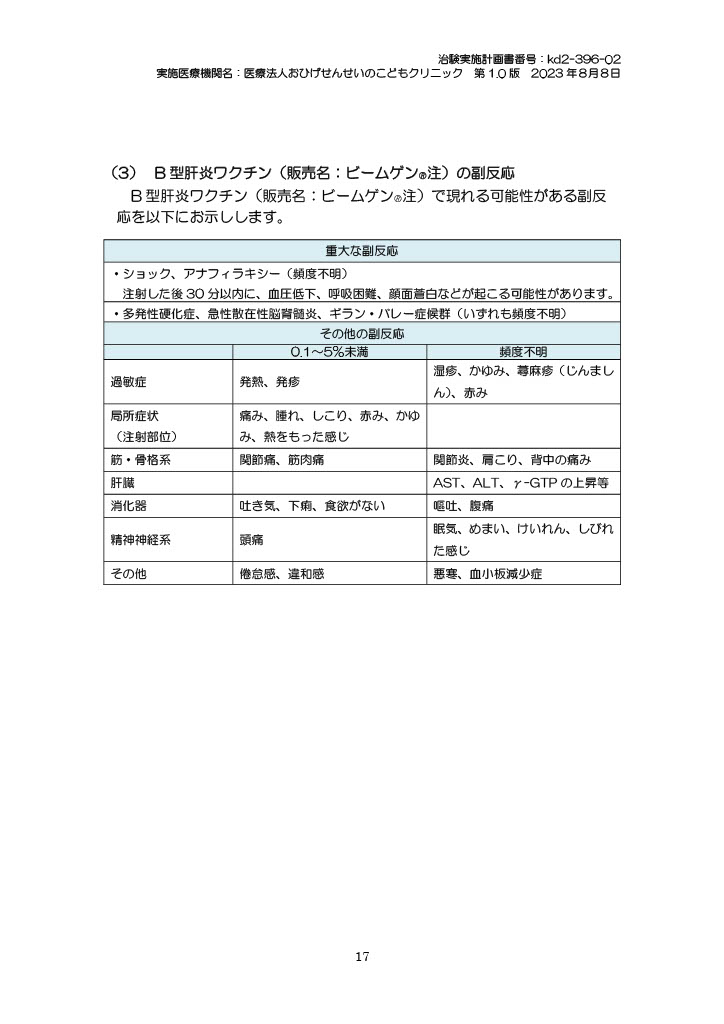 治験実施計画書番号：kd2-396-02
実施医療機関名：医療法人おひげせんせいのこどもクリニック　第 1.0 版　2023 年 8 月 8 日
（3）　B 型肝炎ワクチン（販売名：ビームゲン®注）の副反応
B 型肝炎ワクチン（販売名：ビームゲン®注）で現れる可能性がある副反
応を以下にお示しします。
重大な副反応
・ショック、アナフィラキシー（頻度不明）
注射した後 30 分以内に、血圧低下、呼吸困難、顔面蒼白などが起こる可能性があります。
・多発性硬化症、急性散在性脳脊髄炎、ギラン・バレー症候群（いずれも頻度不明）
その他の副反応
0.1～5%未満　頻度不明
過敏症　発熱、発疹　湿疹、かゆみ、蕁麻疹（じんまし
ん）、赤み
局所症状　痛み、腫れ、しこり、赤み、かゆ
（注射部位）　み、熱をもった感じ
筋・骨格系　関節痛、筋肉痛　関節炎、肩こり、背中の痛み
肝臓　AST、ALT、γ-GTP の上昇等
消化器　吐き気、下痢、食欲がない　嘔吐、腹痛
精神神経系　頭痛　眠気、めまい、けいれん、しびれ
た感じ
その他　倦怠感、違和感　悪寒、血小板減少症
17